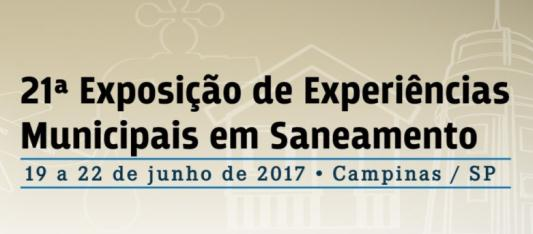 21ª Exposição de Experiências
Municipais em Saneamento
19 a 22 de junho de 2017 • Campinas / SP